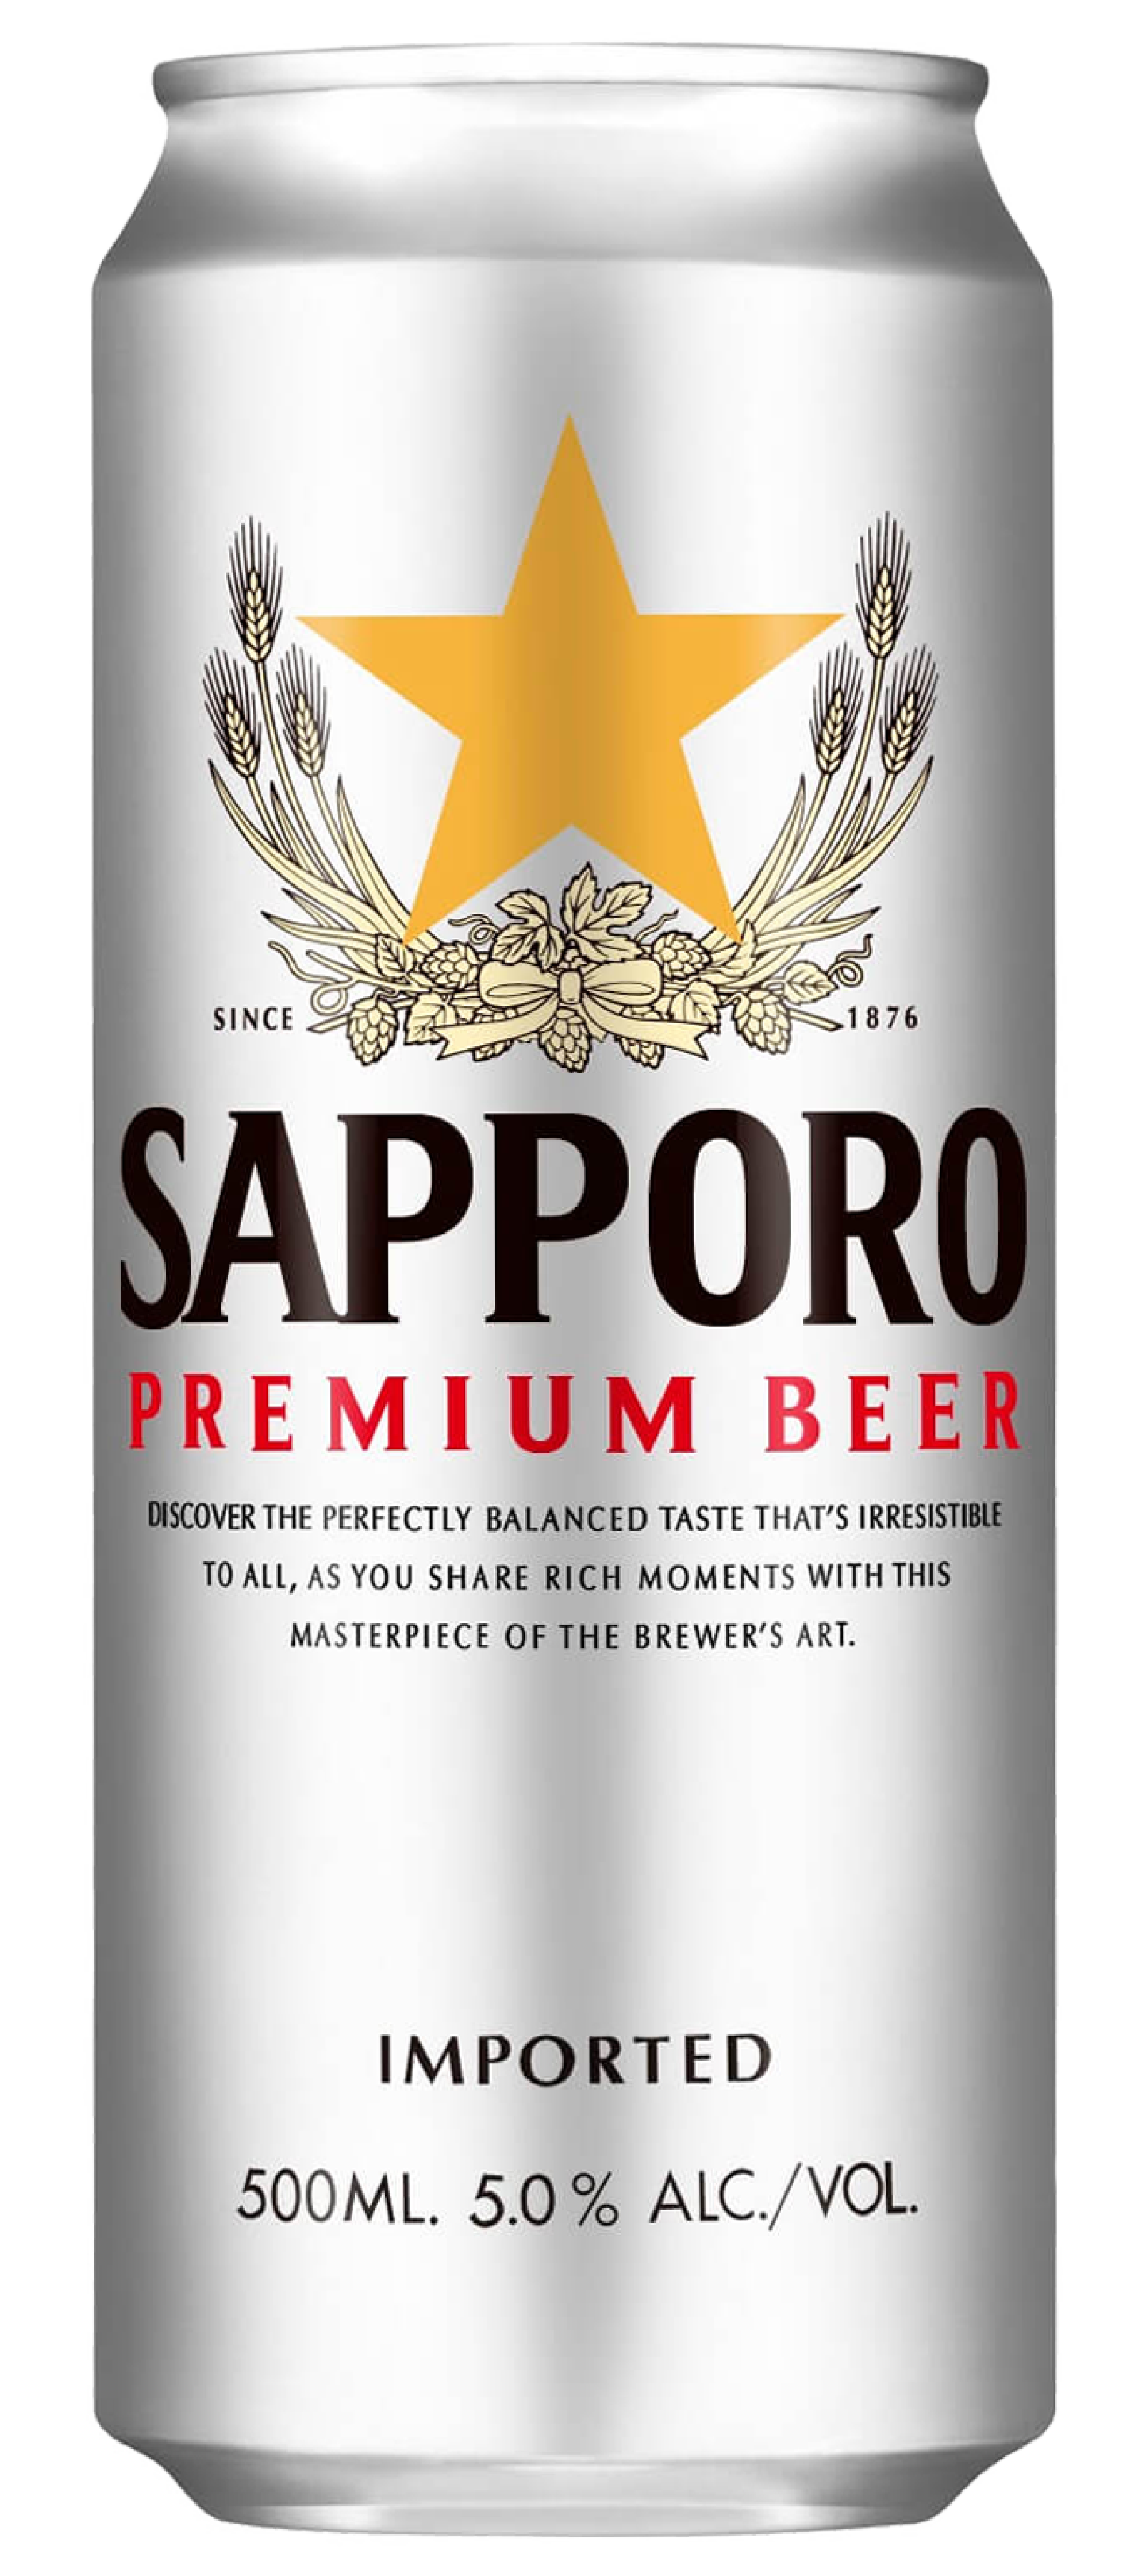 SINCE 1876
SAPPORO
PREMIUM BEER
DISCOVER THE PERFECTLY BALANCED TASTE THAT'S IRRESISTIBLE
TO ALL, AS YOU SHARE RICH MOMENTS WITH THIS
MASTERPIECE OF THE BREWER'S ART.
IMPORTED
500ML. 5.0% ALC./VOL.